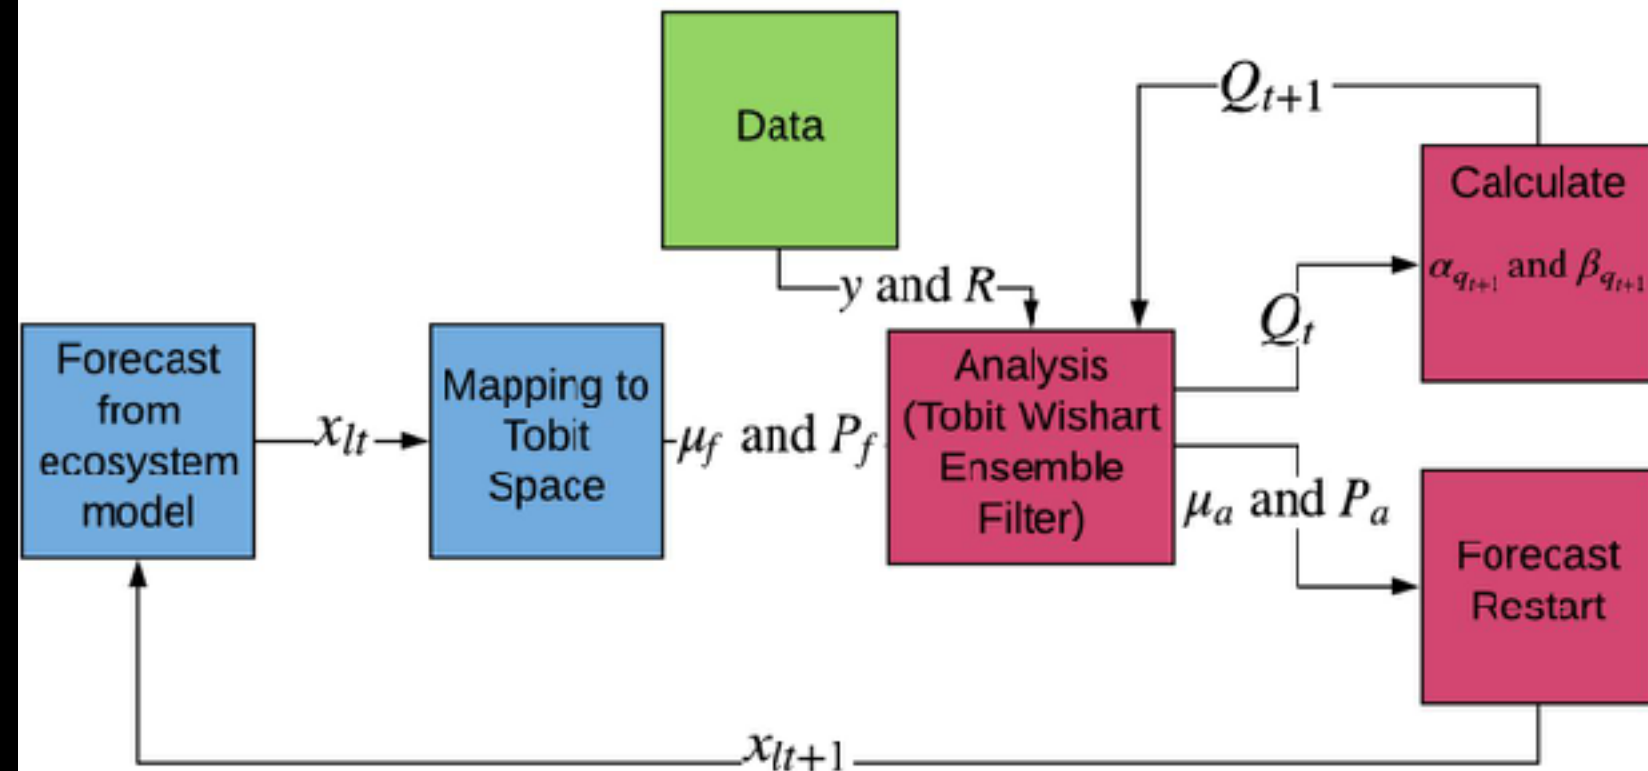 Data
Q_{t+1}
Calculate
α_{q_{t+1}} and β_{q_{t+1}}
y and R
Q_t
Forecast
from
ecosystem
model
x_{lt}
Mapping to
Tobit
Space
μ_f and P_f
Analysis
(Tobit Wishart
Ensemble
Filter)
μ_a and P_a
Forecast
Restart
x_{lt+1}